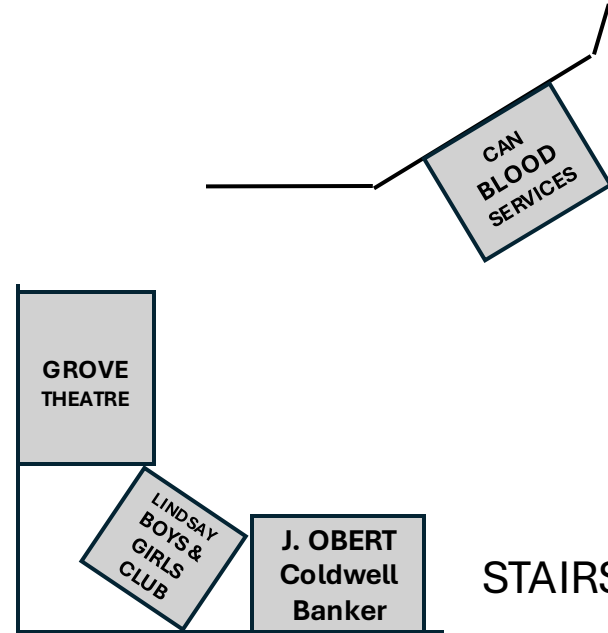 CAN
BLOOD
SERVICES
GROVE
THEATRE
LINDSAY
BOYS &
GIRLS
CLUB
J. OBERT
Coldwell
Banker
STAIRS